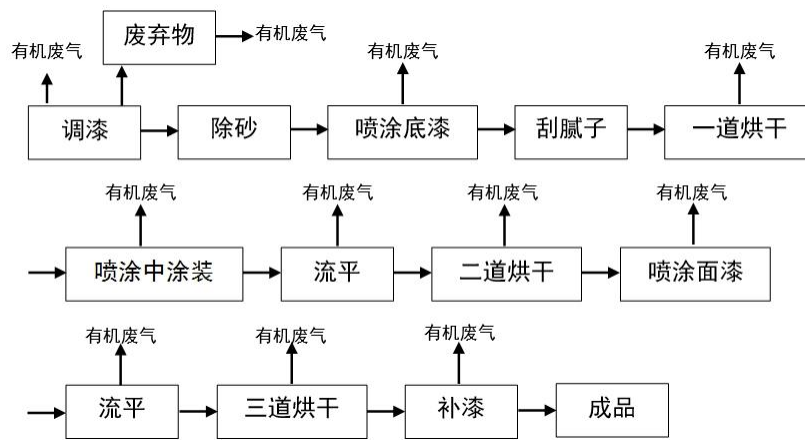 废弃物
有机废气
有机废气
有机废气
有机废气
调漆
除砂
喷涂底漆
刮腻子
一道烘干
有机废气
有机废气
有机废气
有机废气
喷涂中涂装
流平
二道烘干
喷涂面漆
有机废气
有机废气
有机废气
流平
三道烘干
补漆
成品